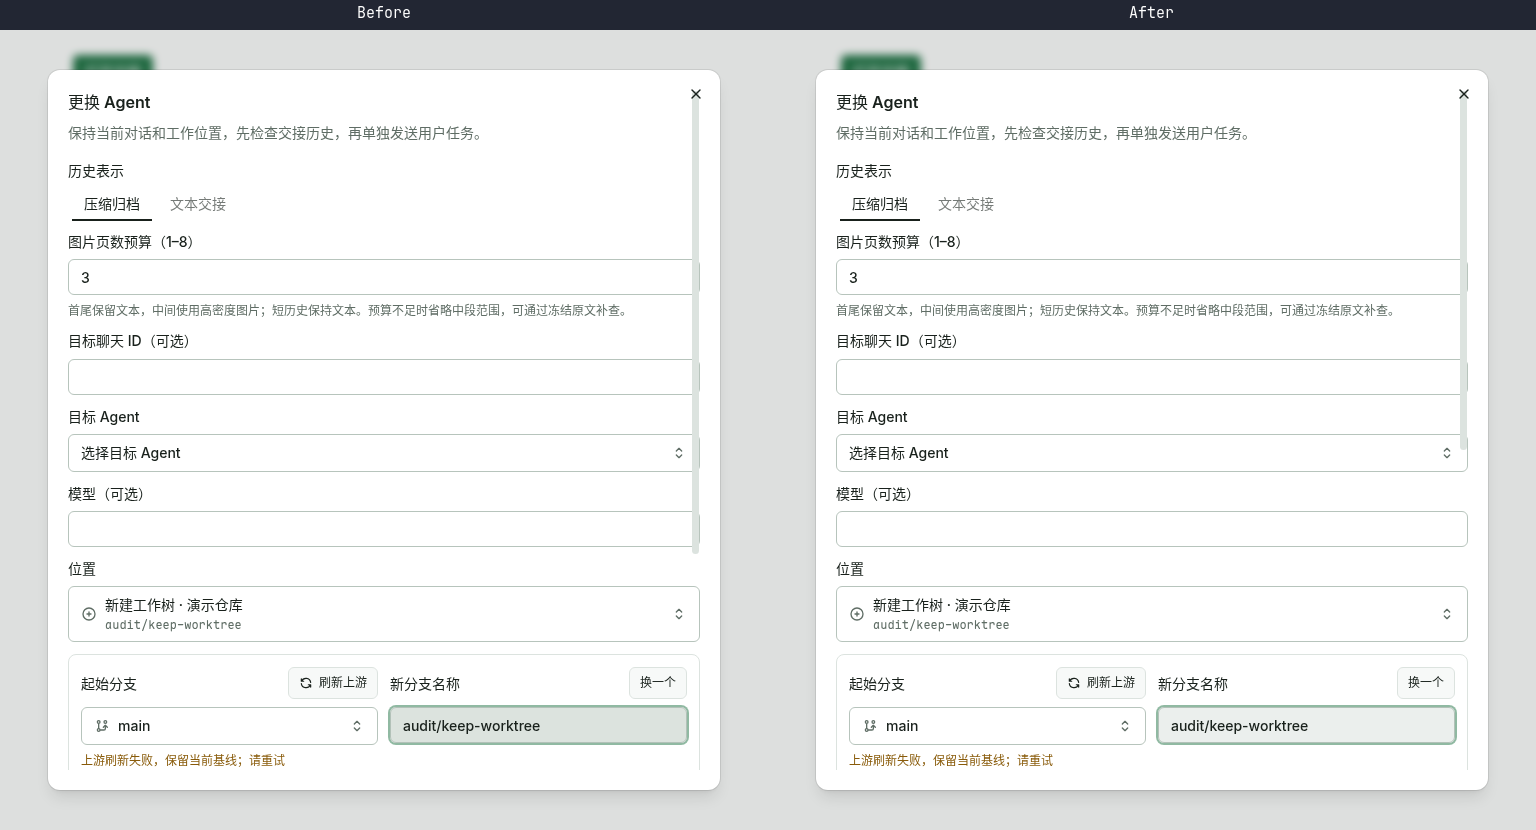 Before
更换 Agent
保持当前对话和工作位置，先检查交接历史，再单独发送用户任务。
历史表示
压缩归档 文本交接
图片页数预算（1–8）
3
首尾保留文本，中间使用高密度图片；短历史保持文本。预算不足时省略中段范围，可通过冻结原文补查。
目标聊天 ID（可选）
目标 Agent
选择目标 Agent
模型（可选）
位置
新建工作树 · 演示仓库
audit/keep-worktree
起始分支 刷新上游 新分支名称 换一个
main audit/keep-worktree
上游刷新失败，保留当前基线；请重试
After
更换 Agent
保持当前对话和工作位置，先检查交接历史，再单独发送用户任务。
历史表示
压缩归档 文本交接
图片页数预算（1–8）
3
首尾保留文本，中间使用高密度图片；短历史保持文本。预算不足时省略中段范围，可通过冻结原文补查。
目标聊天 ID（可选）
目标 Agent
选择目标 Agent
模型（可选）
位置
新建工作树 · 演示仓库
audit/keep-worktree
起始分支 刷新上游 新分支名称 换一个
main audit/keep-worktree
上游刷新失败，保留当前基线；请重试